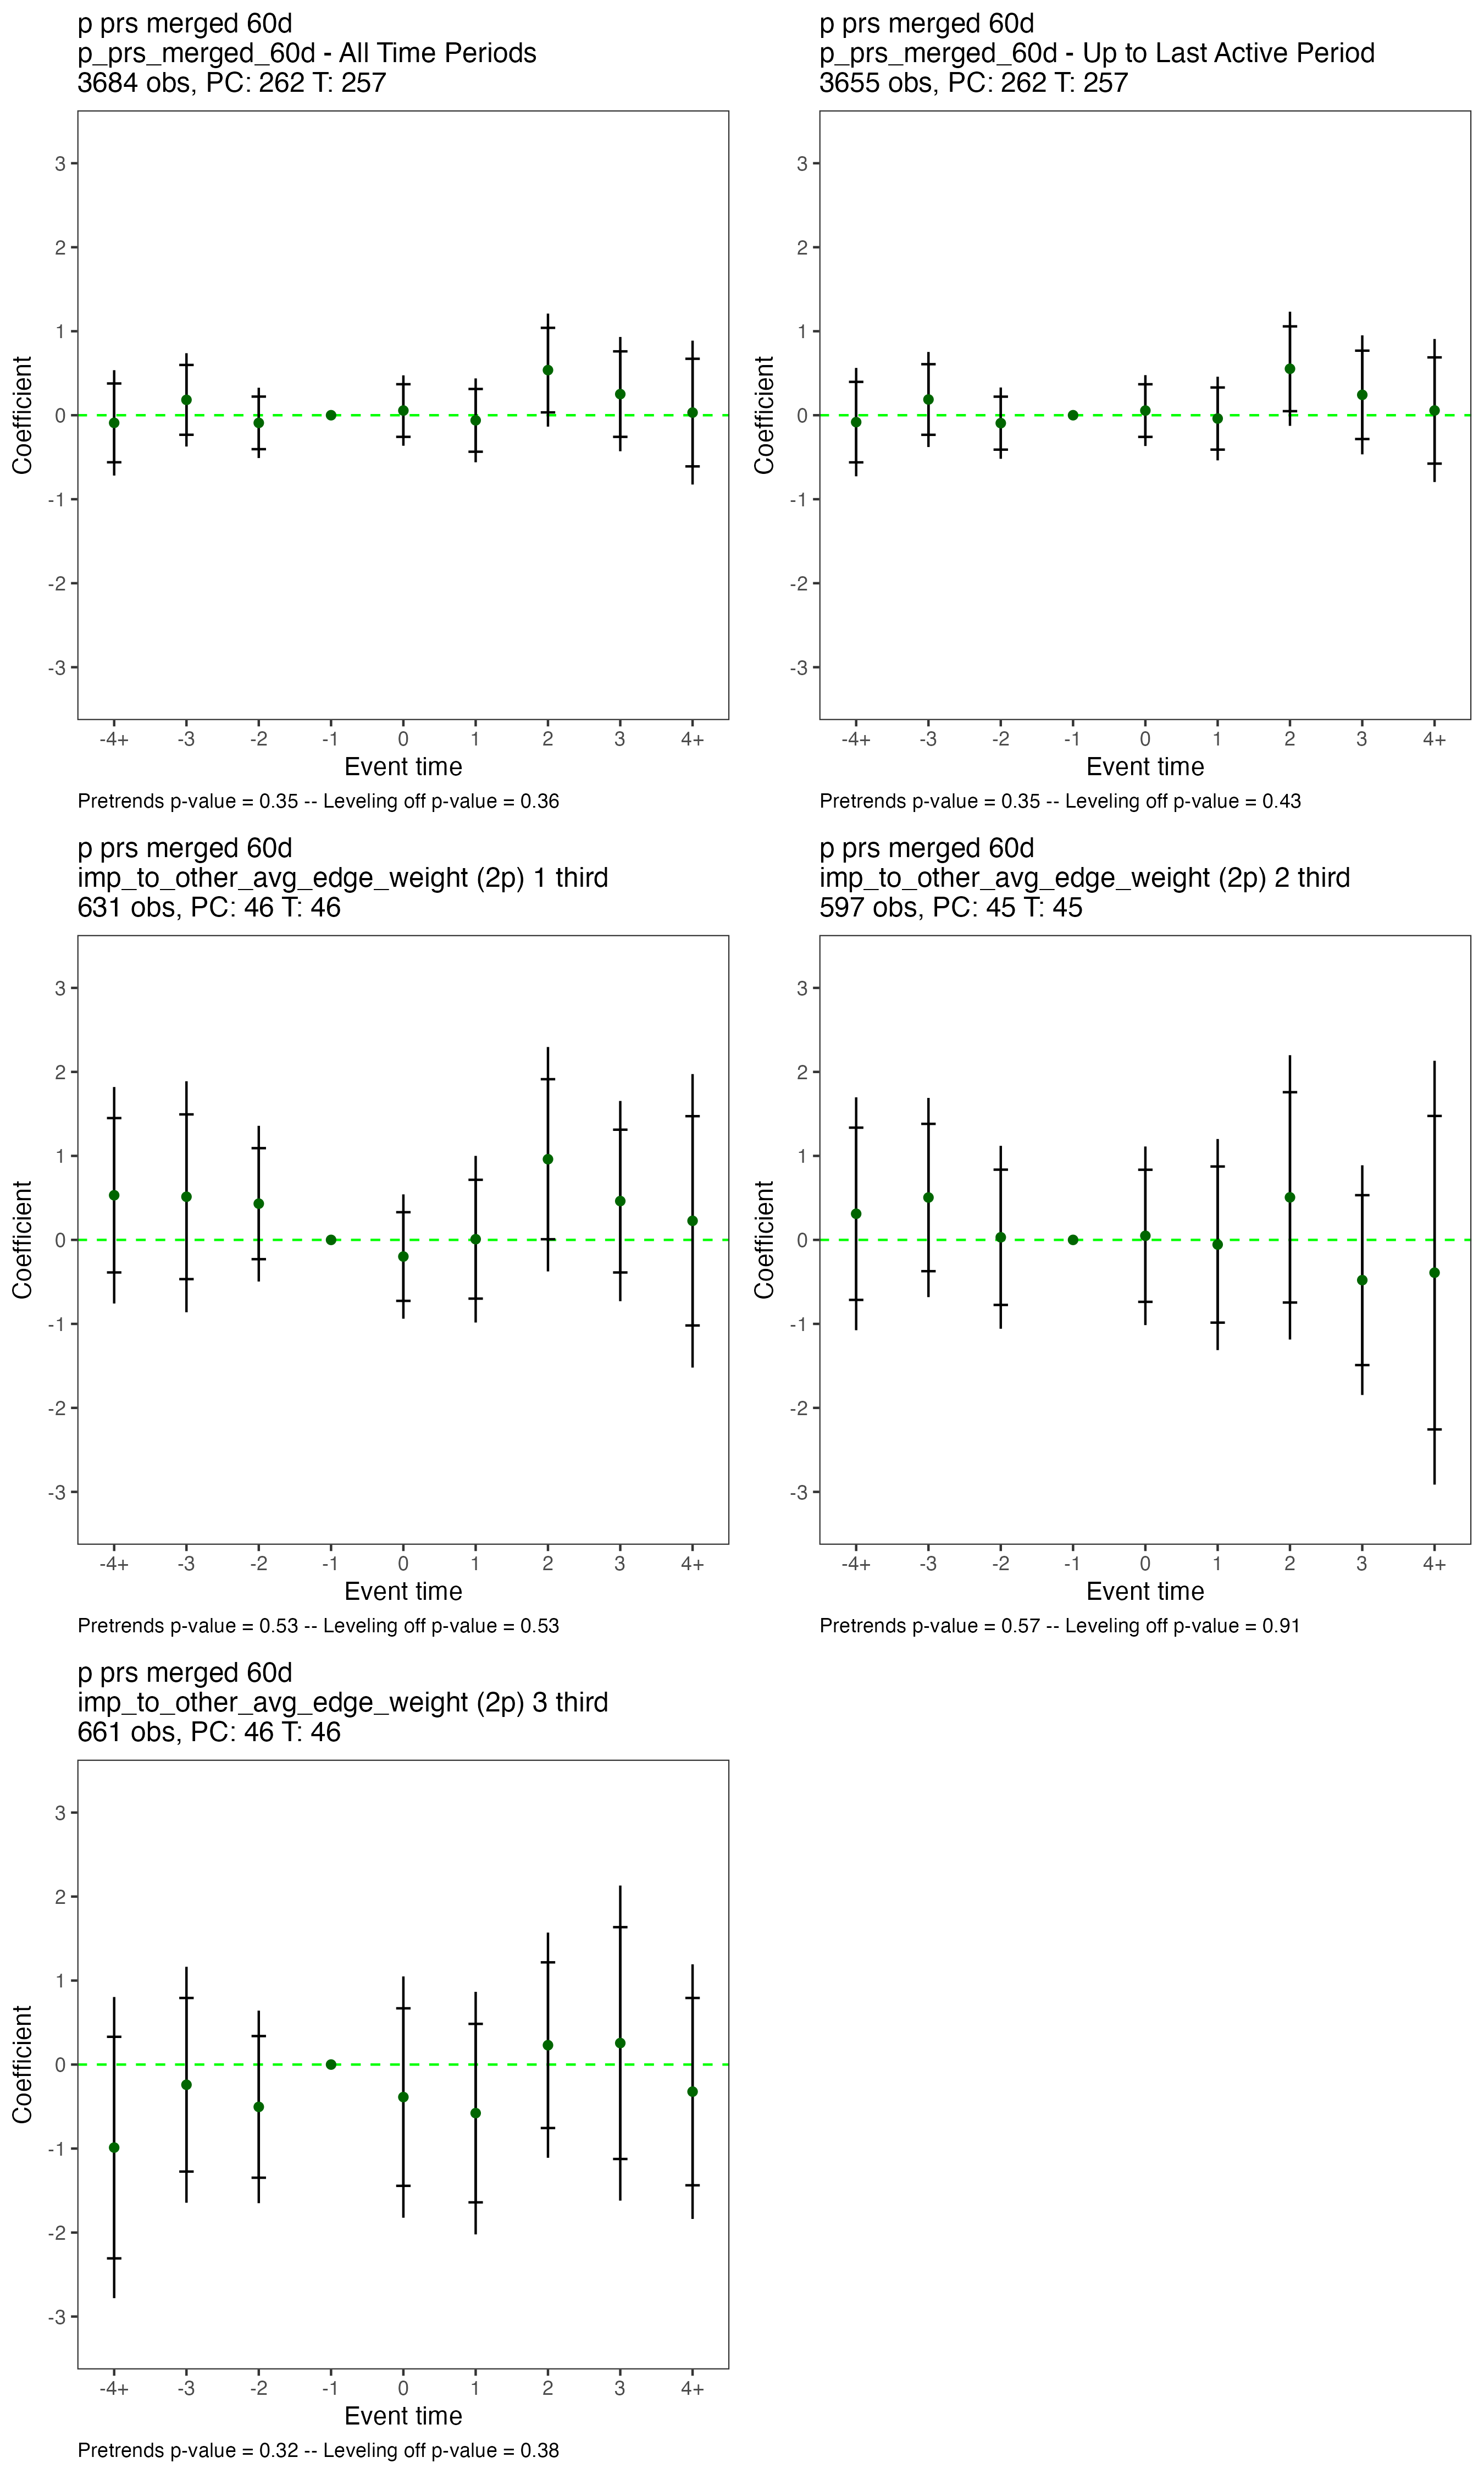 p prs merged 60d
p_prs_merged_60d - All Time Periods
3684 obs, PC: 262 T: 257
Coefficient
3
2
1
0
-1
-2
-3
-4+ -3 -2 -1 0 1 2 3 4+
Event time
Pretrends p-value = 0.35 -- Leveling off p-value = 0.36
p prs merged 60d
p_prs_merged_60d - Up to Last Active Period
3655 obs, PC: 262 T: 257
Coefficient
3
2
1
0
-1
-2
-3
-4+ -3 -2 -1 0 1 2 3 4+
Event time
Pretrends p-value = 0.35 -- Leveling off p-value = 0.43
p prs merged 60d
imp_to_other_avg_edge_weight (2p) 1 third
631 obs, PC: 46 T: 46
Coefficient
3
2
1
0
-1
-2
-3
-4+ -3 -2 -1 0 1 2 3 4+
Event time
Pretrends p-value = 0.53 -- Leveling off p-value = 0.53
p prs merged 60d
imp_to_other_avg_edge_weight (2p) 2 third
597 obs, PC: 45 T: 45
Coefficient
3
2
1
0
-1
-2
-3
-4+ -3 -2 -1 0 1 2 3 4+
Event time
Pretrends p-value = 0.57 -- Leveling off p-value = 0.91
p prs merged 60d
imp_to_other_avg_edge_weight (2p) 3 third
661 obs, PC: 46 T: 46
Coefficient
3
2
1
0
-1
-2
-3
-4+ -3 -2 -1 0 1 2 3 4+
Event time
Pretrends p-value = 0.32 -- Leveling off p-value = 0.38